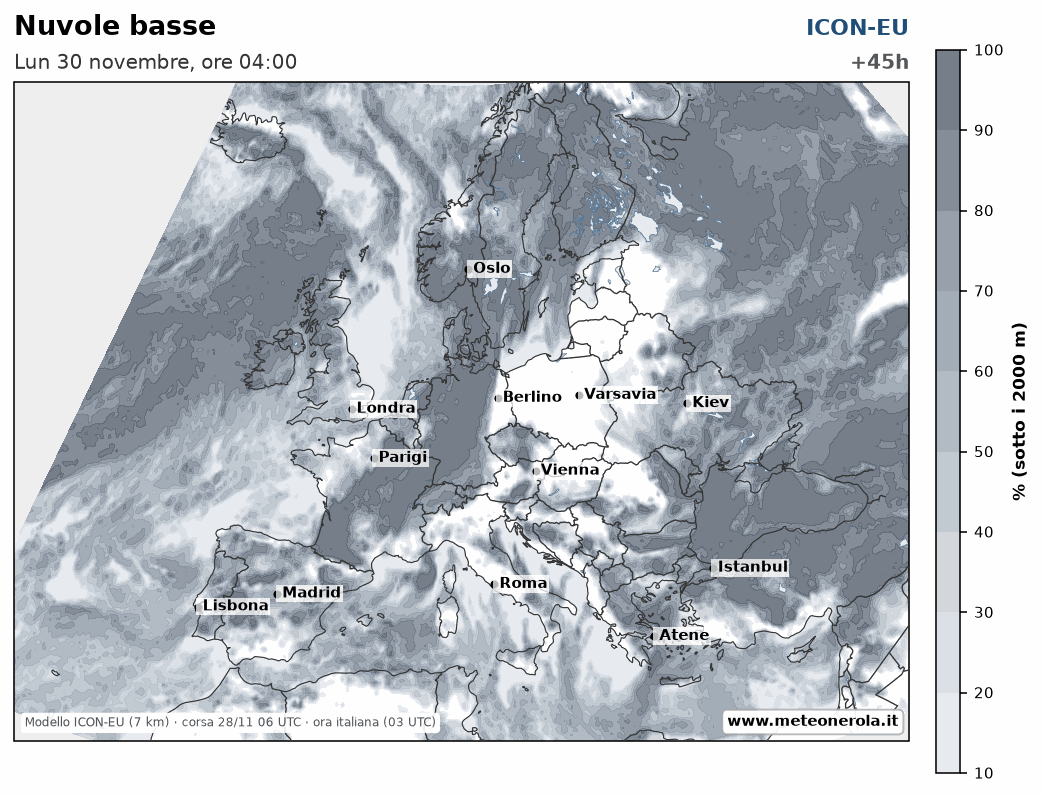 Nuvole basse
ICON-EU
Lun 30 novembre, ore 04:00
+45h
100
90
80
70
60
50
40
30
20
10
% (sotto i 2000 m)
Oslo
Berlino
Varsavia
Kiev
Londra
Parigi
Vienna
Istanbul
Roma
Madrid
Lisbona
Atene
Modello ICON-EU (7 km) · corsa 28/11 06 UTC · ora italiana (03 UTC)
www.meteonerola.it